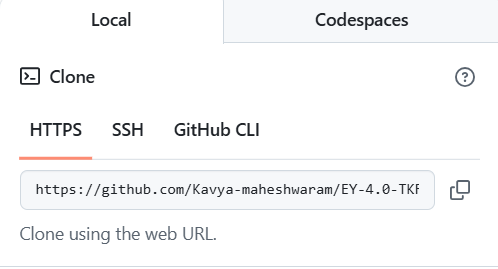 Local
Codespaces
Clone
HTTPS
SSH
GitHub CLI
https://github.com/Kavya-maheshwaram/EY-4.0-TKF
Clone using the web URL.